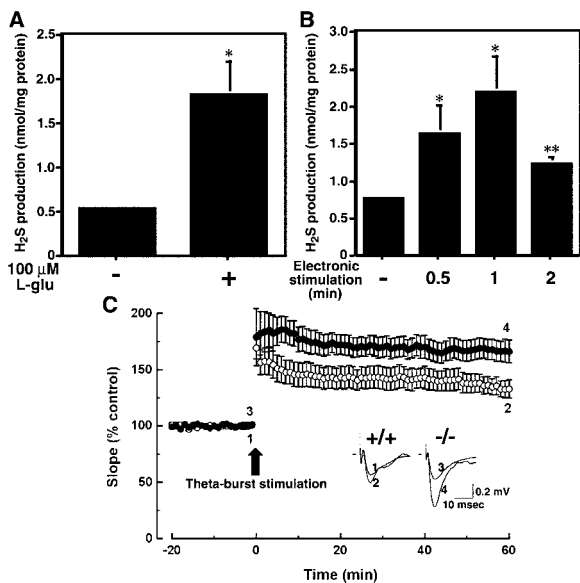 A
H2S production (nmol/mg protein)
2.5
2.0
1.5
1.0
0.5
0
*
100 µM
L-glu
-
+
B
H2S production (nmol/mg protein)
3.0
2.5
2.0
1.5
1.0
0.5
0
*
*
**
Electronic
stimulation
(min)
-
0.5
1
2
C
Slope (% control)
200
150
100
50
0
3
1
4
2
Theta-burst stimulation
+/+
-/-
1
2
3
4
0.2 mV
10 msec
-20
0
20
40
60
Time (min)